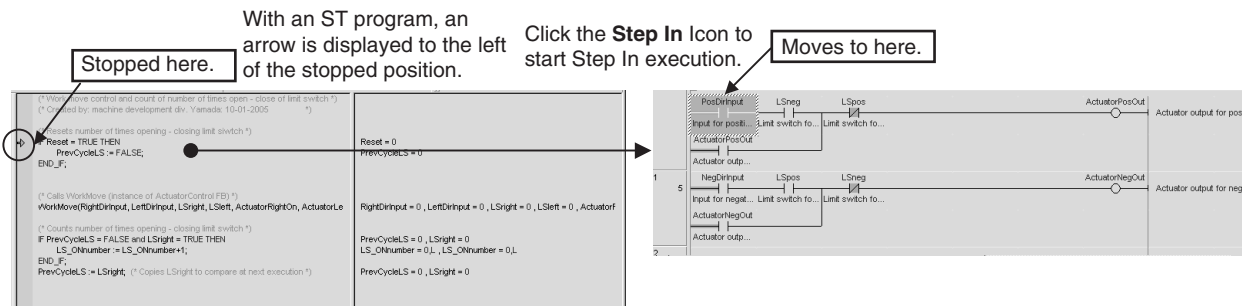 With an ST program, an
arrow is displayed to the left
of the stopped position.
Click the Step In Icon to
start Step In execution.
Stopped here.
Moves to here.
(* Work move control and count of number of times open - close of limit switch *)
(* Created by: machine development div. Yamada: 10-01-2005 *)
(* Resets number of times opening - closing limit siwtch *)
IF Reset = TRUE THEN
PrevCycleLS := FALSE;
END_IF;
(* Calls WorkMove (Instance of ActuatorControl FB) *)
WorkMove(RightDirInput, LeftDirInput, LSright, LSleft, ActuatorRightOn, ActuatorLe
(* Counts number of times opening - closing limit switch *)
IF PrevCycleLS = FALSE and LSright = TRUE THEN
LS_ONnumber := LS_ONnumber+1;
END_IF;
PrevCycleLS := LSright; (* Copies LSright to compare at next execution *)
Reset = 0
PrevCycleLS = 0
RightDirInput = 0 , LeftDirInput = 0 , LSright = 0 , LSleft = 0 , ActuatorF
PrevCycleLS = 0 , LSright = 0
LS_ONnumber = 0,L , LS_ONnumber = 0,L
PrevCycleLS = 0 , LSright = 0
PosDirInput LSneg LSpos ActuatorPosOut
Input for positi... Limit switch fo... Limit switch fo... Actuator output for pos
ActuatorPosOut
Actuator outp...
1
5
NegDirInput LSpos LSneg ActuatorNegOut
Input for negat... Limit switch fo... Limit switch fo... Actuator output for neg
ActuatorNegOut
Actuator outp...
2